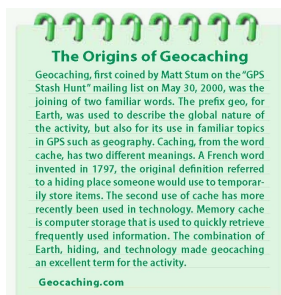 The Origins of Geocaching
Geocaching, first coined by Matt Stum on the "GPS
Stash Hunt" mailing list on May 30, 2000, was the
joining of two familiar words. The prefix geo, for
Earth, was used to describe the global nature of
the activity, but also for its use in familiar topics
in GPS such as geography. Caching, from the word
cache, has two different meanings. A French word
invented in 1797, the original definition referred
to a hiding place someone would use to temporar-
ily store items. The second use of cache has more
recently been used in technology. Memory cache
is computer storage that is used to quickly retrieve
frequently used information. The combination of
Earth, hiding, and technology made geocaching
an excellent term for the activity.
Geocaching.com